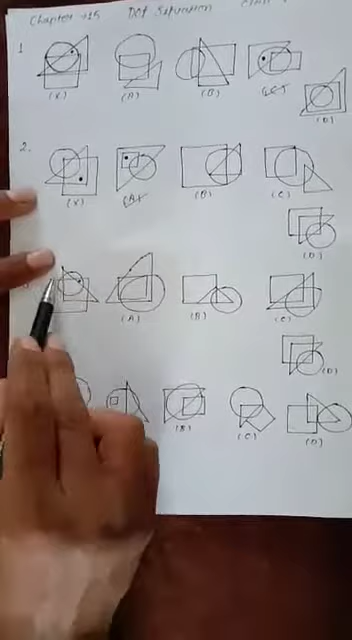 Chapter → 15 Dot Situation
1
(X) (A) (B) (C)
(D)
2.
(X) (A) (B) (C)
(D)
(A) (B) (C)
(D)
(B) (C) (D)